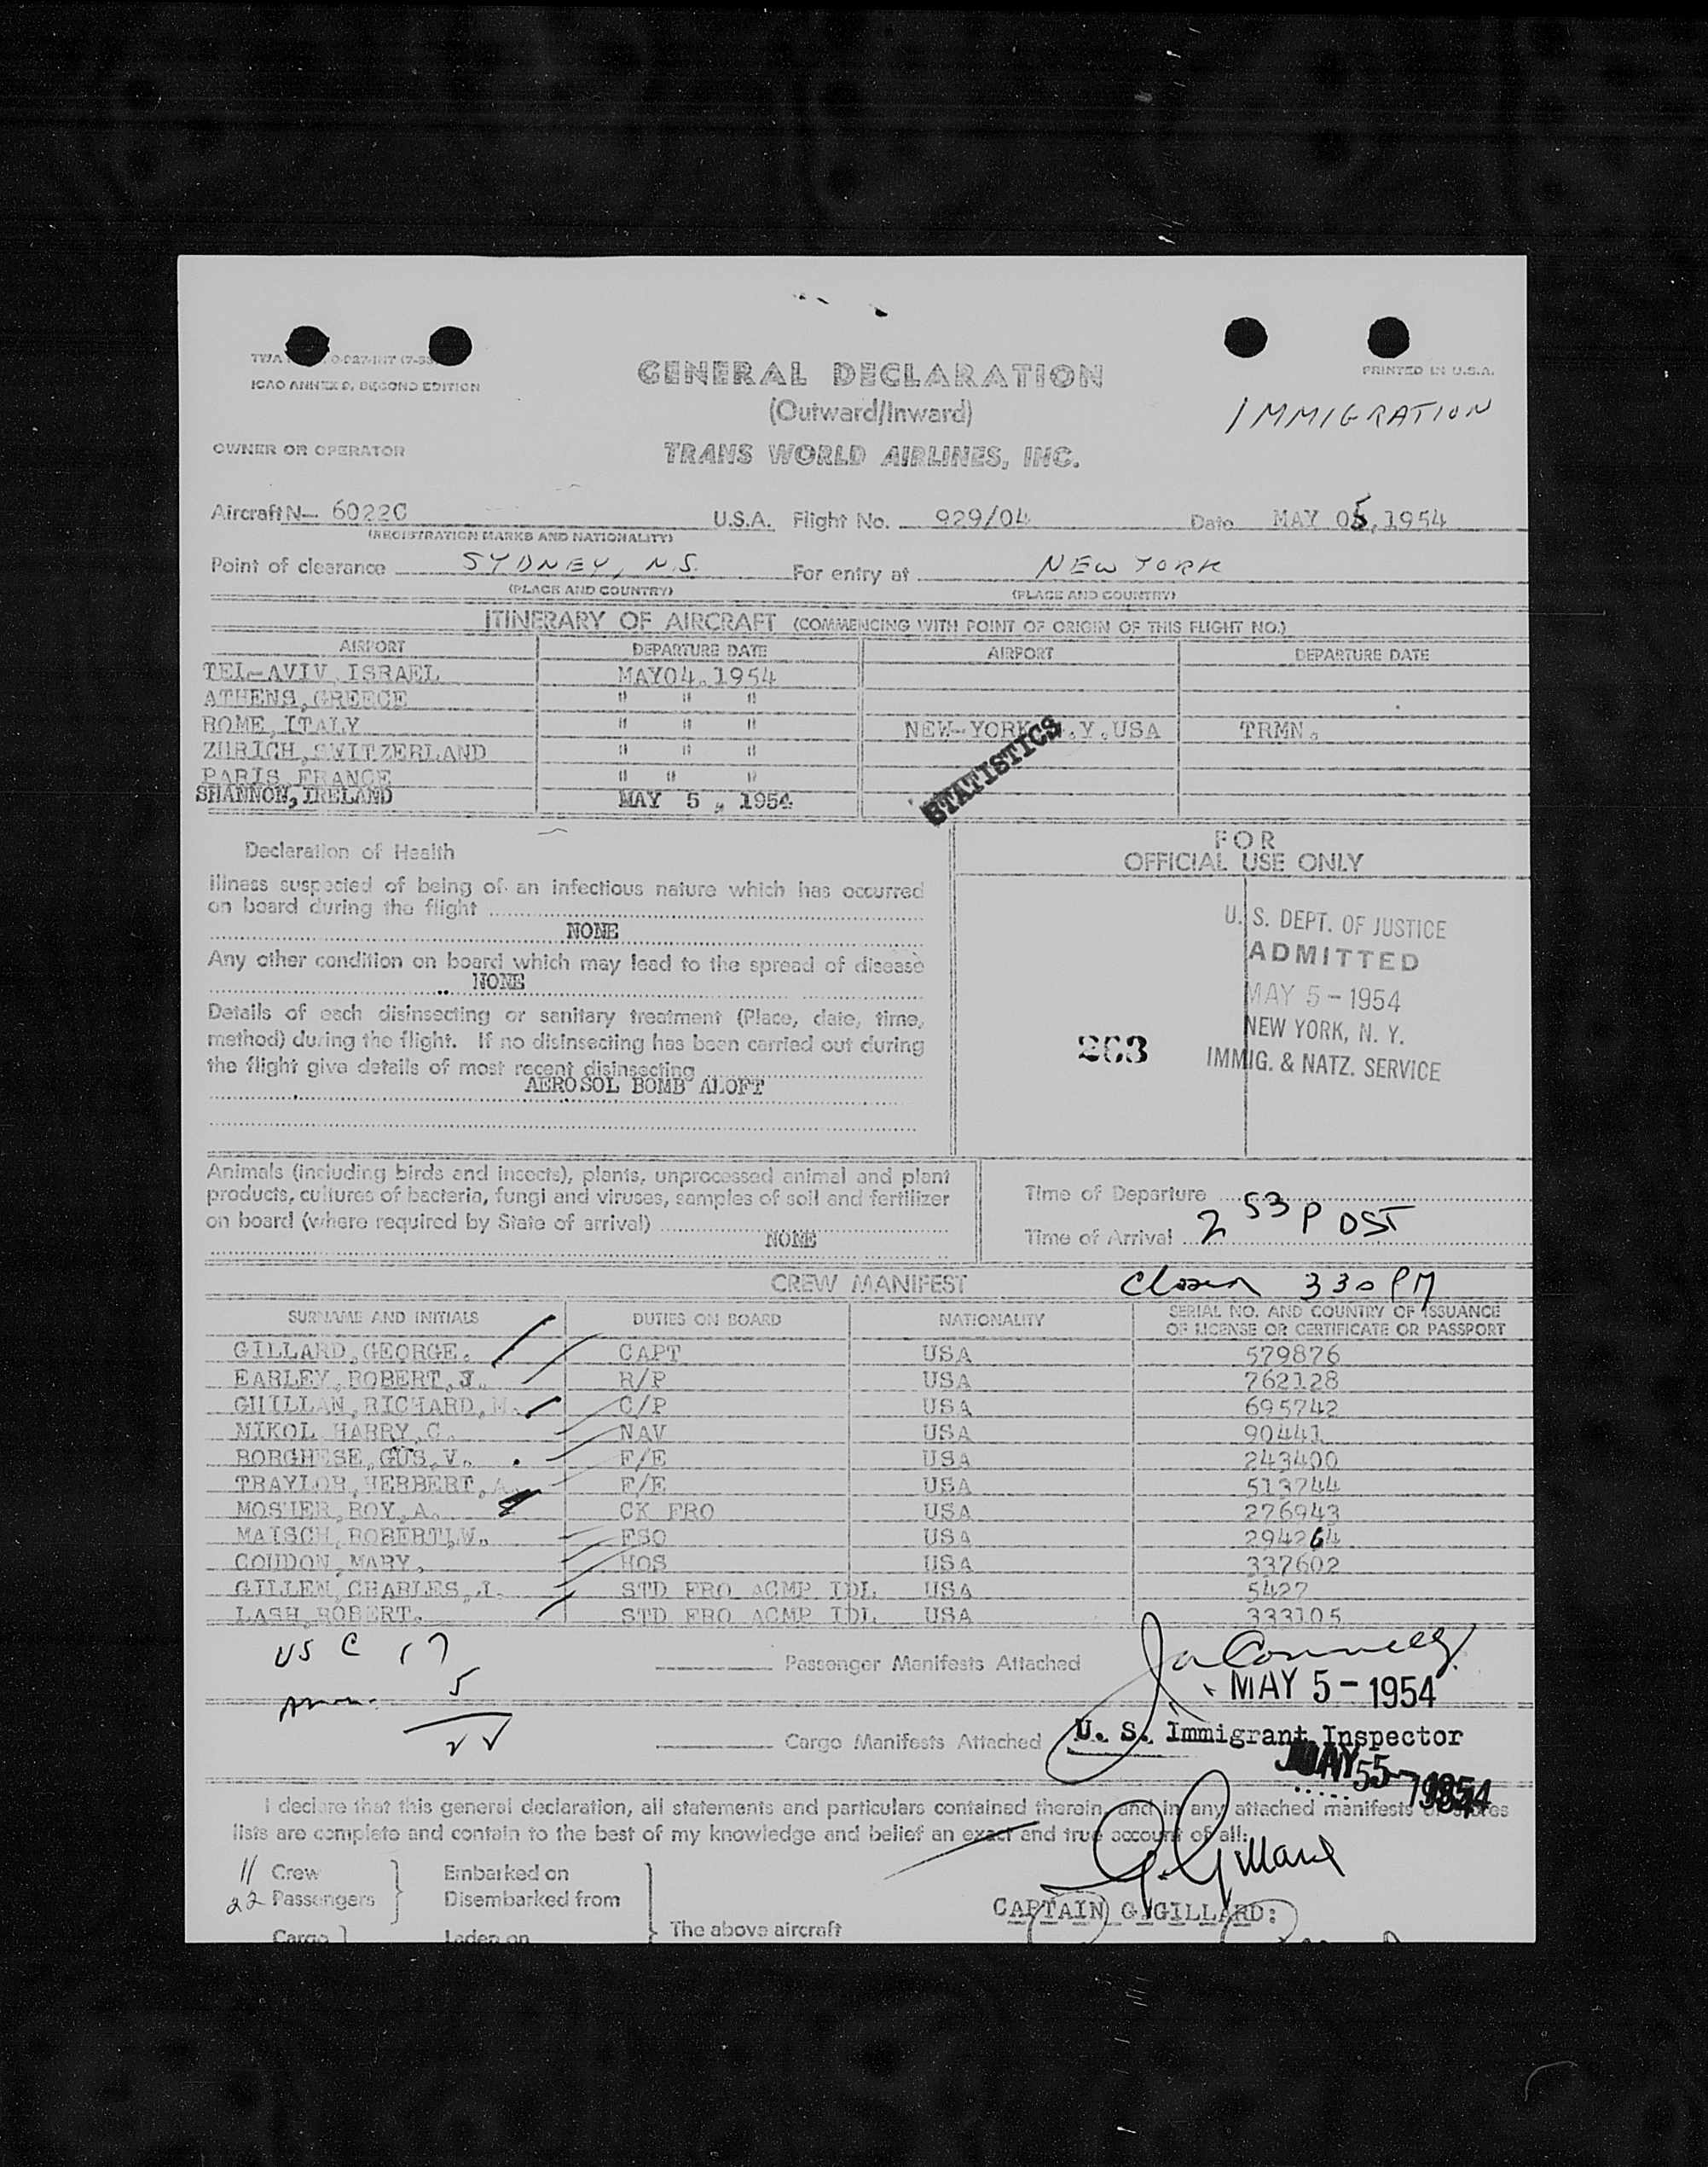 ICAO ANNEX 9, SECOND EDITION
PRINTED IN U.S.A.
GENERAL DECLARATION
(Outward/Inward)
IMMIGRATION
OWNER OR OPERATOR
TRANS WORLD AIRLINES, INC.
Aircraft N— 6022C U.S.A. Flight No. 929/04 Date MAY 05, 1954
(REGISTRATION MARKS AND NATIONALITY)
Point of clearance SYDNEY, N.S. For entry at NEW YORK
(PLACE AND COUNTRY) (PLACE AND COUNTRY)
ITINERARY OF AIRCRAFT (COMMENCING WITH POINT OF ORIGIN OF THIS FLIGHT NO.)
AIRPORT DEPARTURE DATE AIRPORT DEPARTURE DATE
TEL-AVIV ISRAEL MAY04.1954
ATHENS, GREECE " " "
ROME, ITALY " " " NEW-YORK .Y.USA TRMN.
ZURICH, SWITZERLAND " " "
PARIS FRANCE " " "
SHANNON, IRELAND MAY 5, 1954
STATISTICS
Declaration of Health
Illness suspected of being of an infectious nature which has occurred
on board during the flight
NONE
Any other condition on board which may lead to the spread of disease
NONE
Details of each disinsecting or sanitary treatment (Place, date, time,
method) during the flight. If no disinsecting has been carried out during
the flight give details of most recent disinsecting
AEROSOL BOMB ALOFT
FOR
OFFICIAL USE ONLY
U. S. DEPT. OF JUSTICE
ADMITTED
MAY 5 - 1954
NEW YORK, N. Y.
IMMIG. & NATZ. SERVICE
263
Animals (including birds and insects), plants, unprocessed animal and plant
products, cultures of bacteria, fungi and viruses, samples of soil and fertilizer
on board (where required by State of arrival)
NONE
Time of Departure
Time of Arrival 2 53 P DST
CREW MANIFEST
330 PM
SURNAME AND INITIALS DUTIES ON BOARD NATIONALITY SERIAL NO. AND COUNTRY OF ISSUANCE
OF LICENSE OR CERTIFICATE OR PASSPORT
GILLARD, GEORGE. CAPT USA 579876
EARLEY, ROBERT, J. R/P USA 762128
GHILLAN, RICHARD, C/P USA 695742
MIKOL HARRY, C. NAV USA 90441
BORGHESE, GUS, V. F/E USA 243400
TRAYLOR, HERBERT, A. F/E USA 513744
MOSHER, ROY, A. CK FRO USA 276943
MAISCH, ROBERT, W. FSO USA 294264
COUDON, MARY. HOS USA 337602
GILLEN, CHARLES, I. STD FRO ACMP IDL USA 5427
LASH, ROBERT. STD FRO ACMP IDL USA 333105
US C 17
5
22
Passenger Manifests Attached
MAY 5 - 1954
Cargo Manifests Attached
U. S. Immigrant Inspector
I declare that this general declaration, all statements and particulars contained therein, and in any attached manifests
lists are complete and contain to the best of my knowledge and belief an exact and true account of all:
G. Gillard
11 Crew
22 Passengers
Embarked on
Disembarked from
CAPTAIN G. GILLARD:
Cargo Laden on
The above aircraft